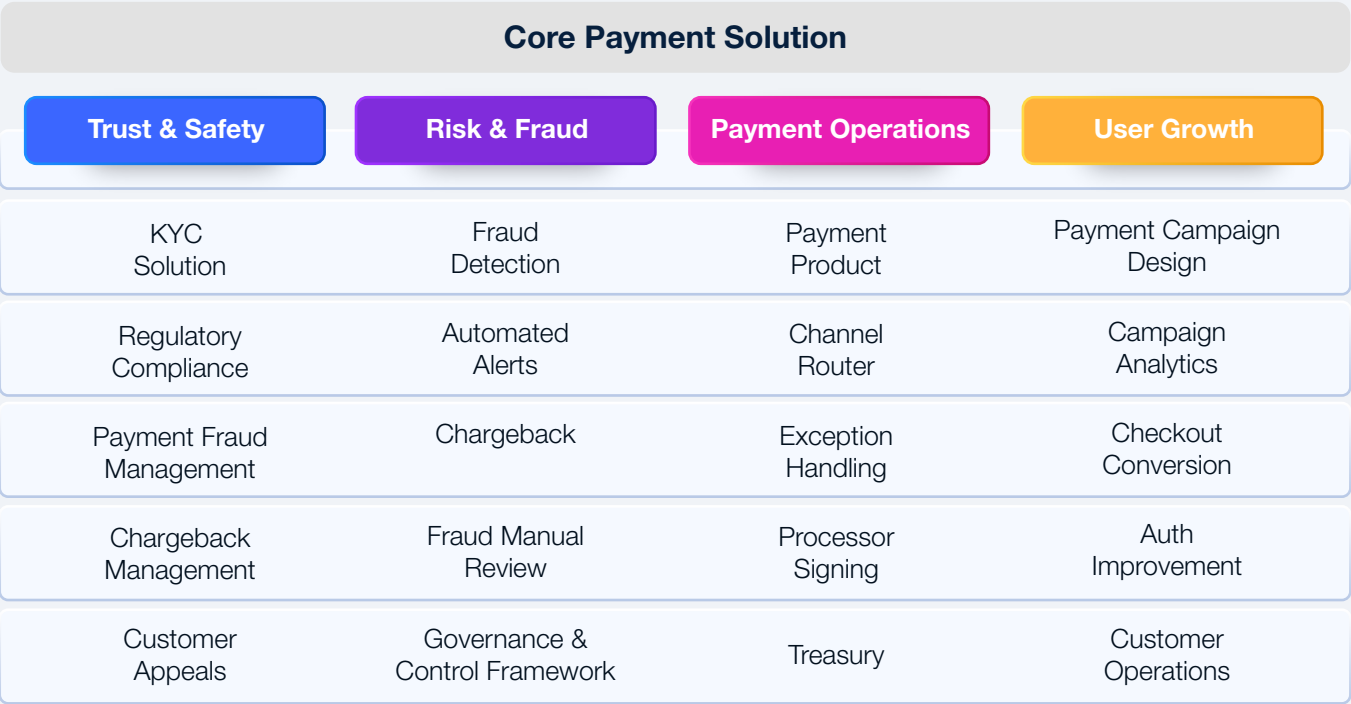 Core Payment Solution
Trust & Safety
Risk & Fraud
Payment Operations
User Growth
KYC
Solution
Fraud
Detection
Payment
Product
Payment Campaign
Design
Regulatory
Compliance
Automated
Alerts
Channel
Router
Campaign
Analytics
Payment Fraud
Management
Chargeback
Exception
Handling
Checkout
Conversion
Chargeback
Management
Fraud Manual
Review
Processor
Signing
Auth
Improvement
Customer
Appeals
Governance &
Control Framework
Treasury
Customer
Operations